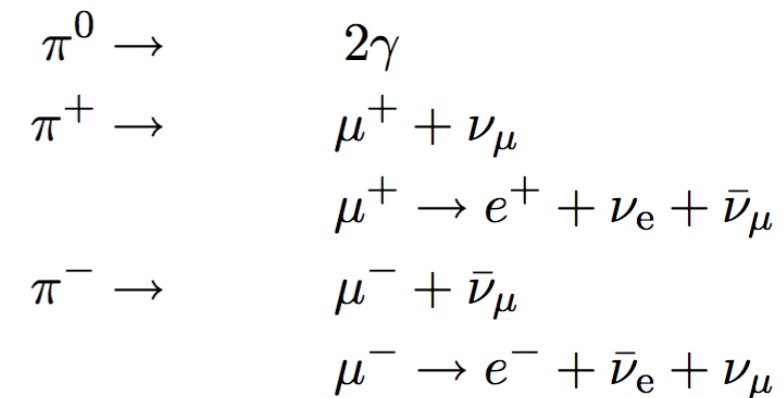 π⁰ → 2γ
π⁺ → μ⁺ + ν_μ
μ⁺ → e⁺ + ν_e + ν̄_μ
π⁻ → μ⁻ + ν̄_μ
μ⁻ → e⁻ + ν̄_e + ν_μ